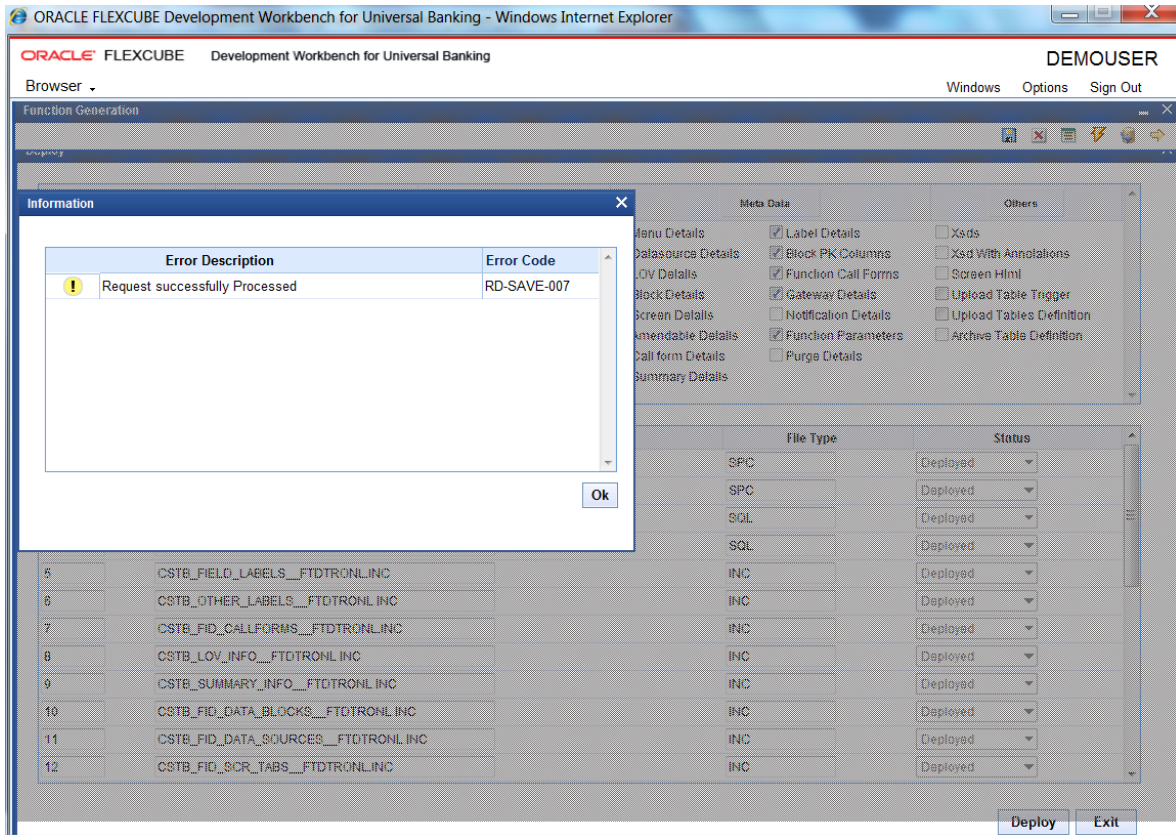 ORACLE FLEXCUBE Development Workbench for Universal Banking - Windows Internet Explorer
ORACLE FLEXCUBE Development Workbench for Universal Banking
DEMOUSER
Browser
Windows Options Sign Out
Function Generation
Deploy
Information
Meta Data Others
Menu Details Label Details Xsds
Datasource Details Block PK Columns Xsd With Annotations
LOV Details Function Call Forms Screen Html
Block Details Gateway Details Upload Table Trigger
Screen Details Notification Details Upload Tables Definition
Amendable Details Function Parameters Archive Table Definition
Call form Details Purge Details
Summary Details
Error Description Error Code
Request successfully Processed RD-SAVE-007
Ok
File Type Status
SPC Deployed
SPC Deployed
SQL Deployed
SQL Deployed
5 CSTB_FIELD_LABELS__FTDTRONL.INC INC Deployed
6 CSTB_OTHER_LABELS__FTDTRONL.INC INC Deployed
7 CSTB_FID_CALLFORMS__FTDTRONL.INC INC Deployed
8 CSTB_LOV_INFO__FTDTRONL.INC INC Deployed
9 CSTB_SUMMARY_INFO__FTDTRONL.INC INC Deployed
10 CSTB_FID_DATA_BLOCKS__FTDTRONL.INC INC Deployed
11 CSTB_FID_DATA_SOURCES__FTDTRONL.INC INC Deployed
12 CSTB_FID_SCR_TABS__FTDTRONL.INC INC Deployed
Deploy Exit